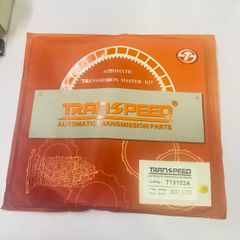 AUTOMATIC
TRANSMISSION MASTER KIT
TRANSPEED®
AUTOMATIC TRANSMISSION PARTS
TRANSPEED
T19102A